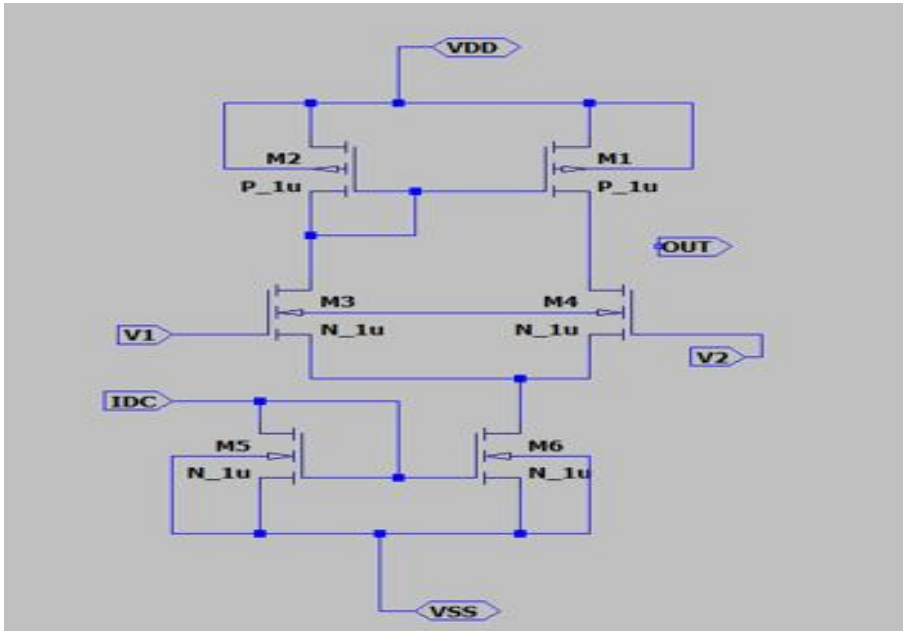 VDD
M2
M1
P_1u
P_1u
OUT
M3
M4
V1
N_1u
N_1u
V2
IDC
M5
M6
N_1u
N_1u
VSS